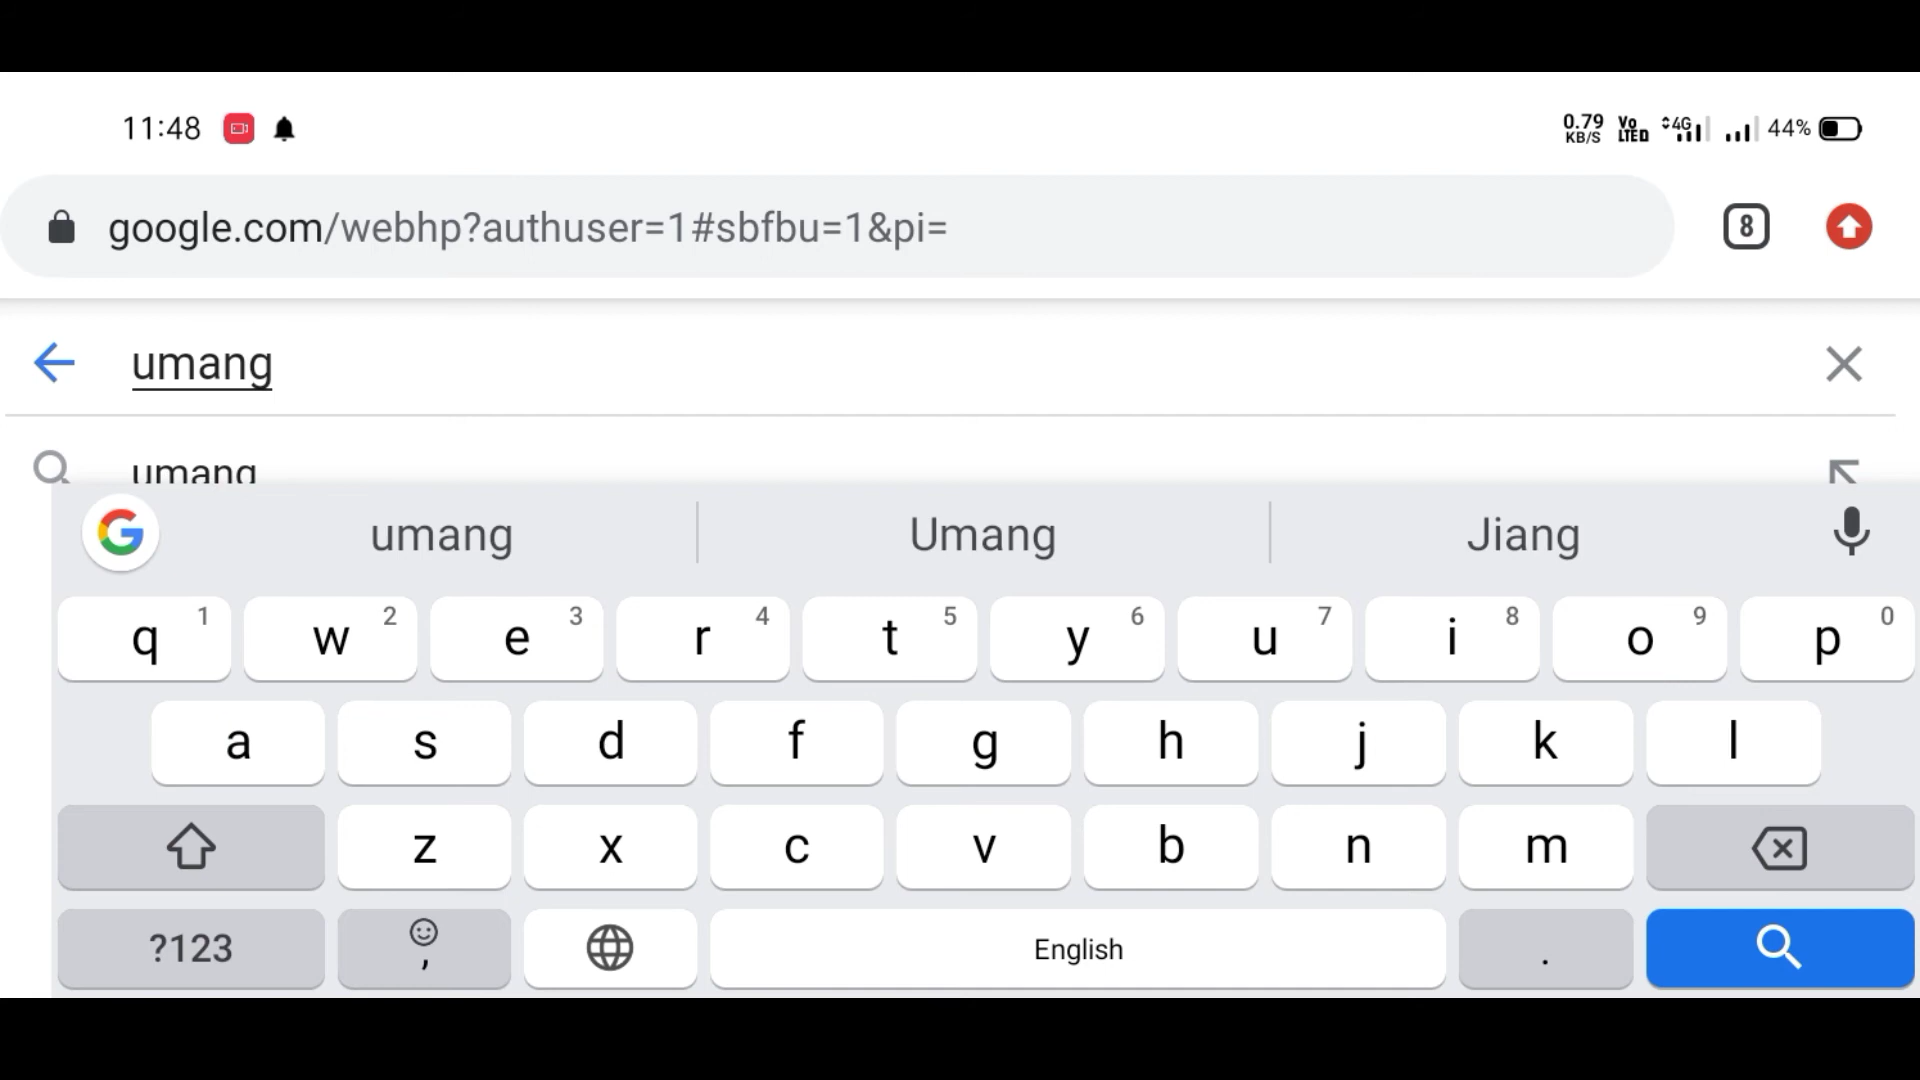 11:48 0.79 KB/S Vo LTED 4G 44%
google.com/webhp?authuser=1#sbfbu=1&pi= 8
umang
umang
umang Umang Jiang
q 1 w 2 e 3 r 4 t 5 y 6 u 7 i 8 o 9 p 0
a s d f g h j k l
z x c v b n m
?123 , English .